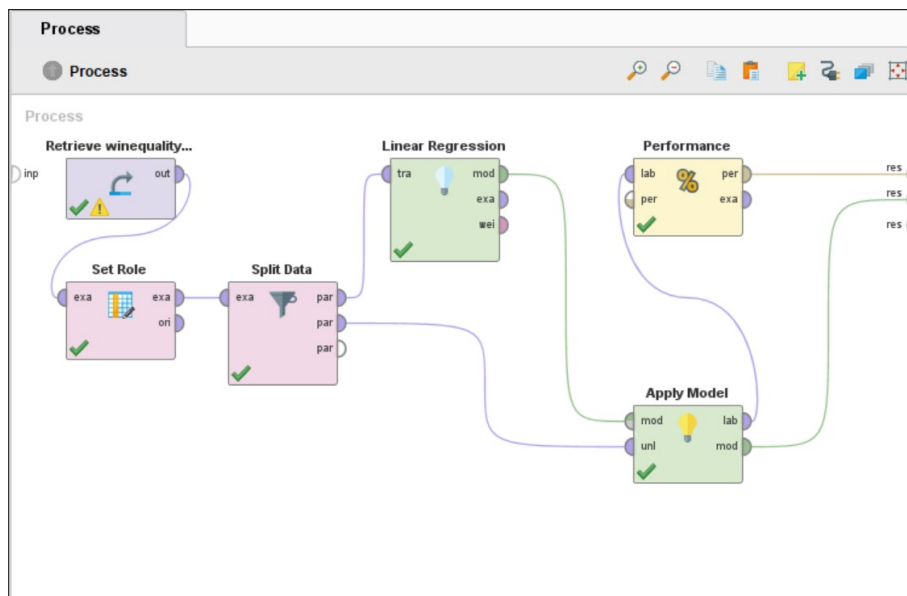 Process
Process
Process
inp
Retrieve winequality...
out
Linear Regression
tra
mod
exa
wei
Performance
lab
per
per
exa
res
res
res
Set Role
exa
exa
ori
Split Data
exa
par
par
par
Apply Model
mod
lab
unl
mod
%